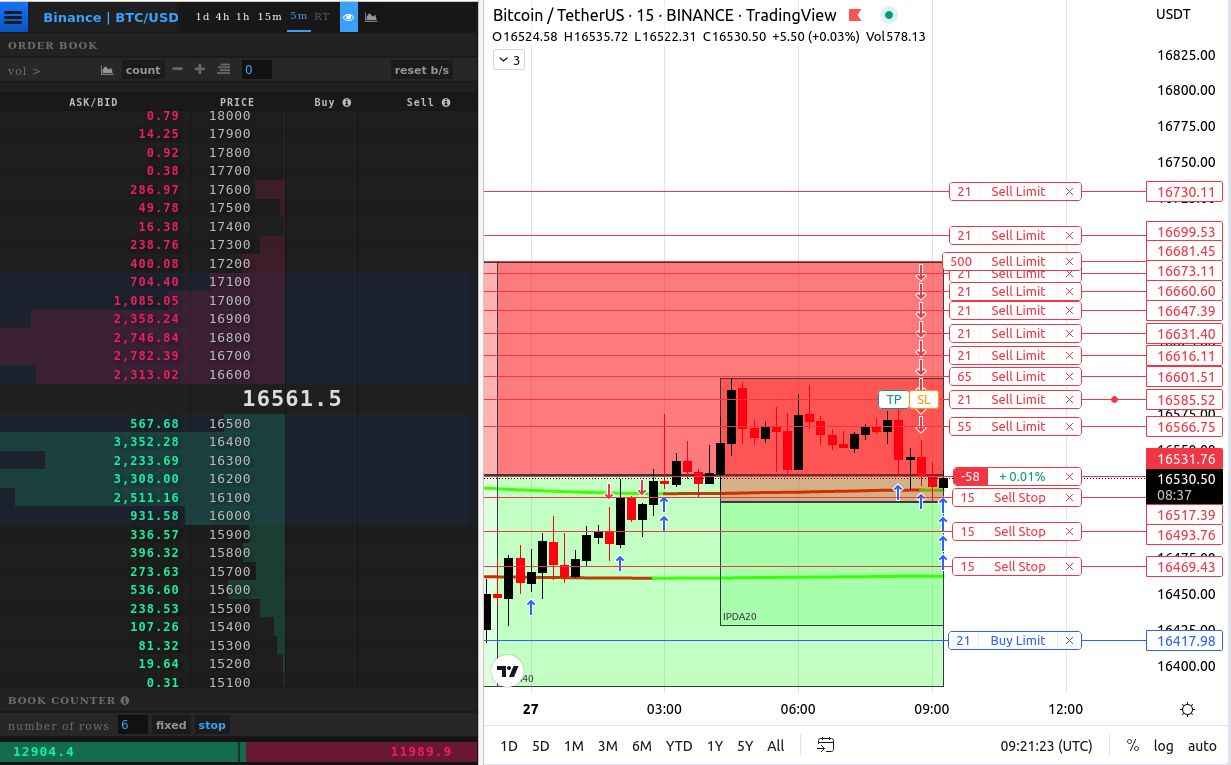 Binance | BTC/USD 1d 4h 1h 15m 5m RT
ORDER BOOK
vol > count 0 reset b/s
ASK/BID PRICE Buy Sell
0.79 18000
14.25 17900
0.92 17800
0.38 17700
286.97 17600
49.78 17500
16.38 17400
238.76 17300
400.08 17200
704.40 17100
1,085.05 17000
2,358.24 16900
2,746.84 16800
2,782.39 16700
2,313.02 16600
16561.5
567.68 16500
3,352.28 16400
2,233.69 16300
3,308.00 16200
2,511.16 16100
931.58 16000
336.57 15900
396.32 15800
273.63 15700
536.60 15600
238.53 15500
107.26 15400
81.32 15300
19.64 15200
0.31 15100
BOOK COUNTER
number of rows 6 fixed stop
12904.4 11989.9
Bitcoin / TetherUS · 15 · BINANCE · TradingView USDT
O16524.58 H16535.72 L16522.31 C16530.50 +5.50 (+0.03%) Vol578.13
3
16825.00
16800.00
16775.00
16750.00
21 Sell Limit × 16730.11
21 Sell Limit × 16699.53
16681.45
500 Sell Limit ×
21 Sell Limit × 16673.11
21 Sell Limit × 16660.60
21 Sell Limit × 16647.39
21 Sell Limit × 16631.40
21 Sell Limit × 16616.11
65 Sell Limit × 16601.51
TP SL 21 Sell Limit × 16585.52
16575.00
55 Sell Limit × 16566.75
16550.00
16531.76
-58 + 0.01% × 16530.50
08:37
15 Sell Stop × 16517.39
15 Sell Stop × 16493.76
16475.00
15 Sell Stop × 16469.43
16450.00
16425.00
IPDA20
21 Buy Limit × 16417.98
16400.00
40
27 03:00 06:00 09:00 12:00
1D 5D 1M 3M 6M YTD 1Y 5Y All 09:21:23 (UTC) % log auto